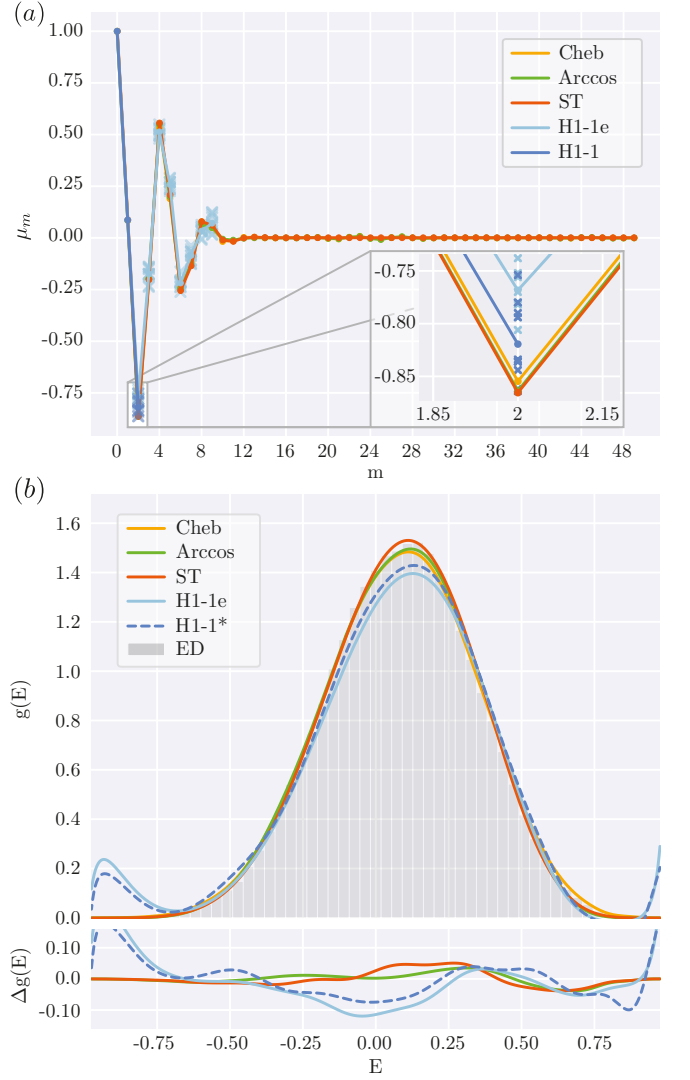 (a)
1.00
0.75
0.50
0.25
0.00
-0.25
-0.50
-0.75
μm
Cheb
Arccos
ST
H1-1e
H1-1
-0.75
-0.80
-0.85
1.85 2 2.15
0 4 8 12 16 20 24 28 32 36 40 44 48
m
(b)
1.6
1.4
1.2
1.0
0.8
0.6
0.4
0.2
0.0
g(E)
Cheb
Arccos
ST
H1-1e
H1-1*
ED
0.10
0.0
-0.10
Δg(E)
-0.75 -0.50 -0.25 0.00 0.25 0.50 0.75
E